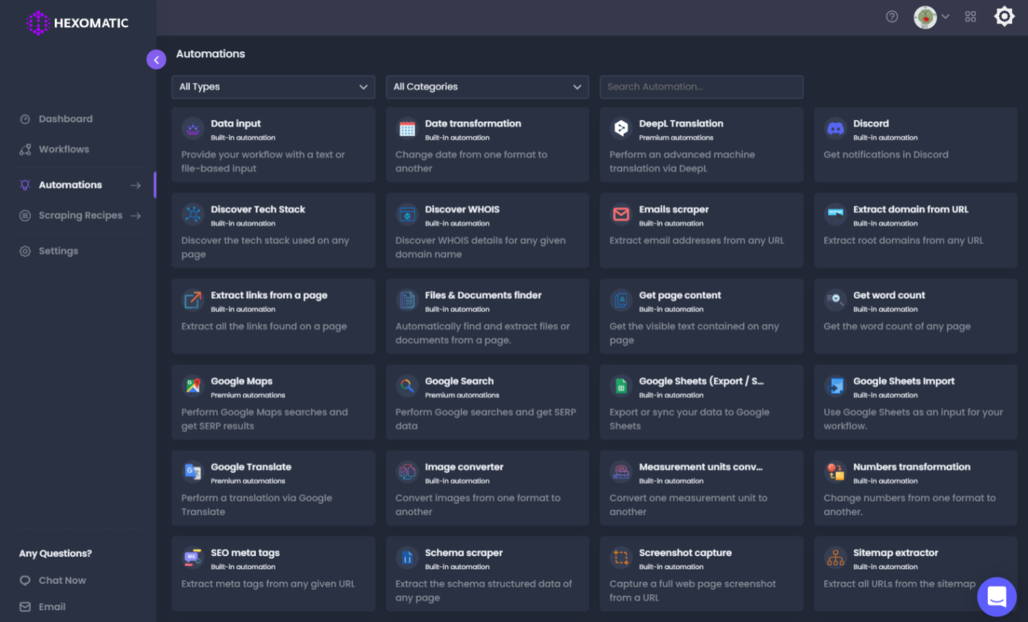 HEXOMATIC
Dashboard
Workflows
Automations
Scraping Recipes
Settings
Any Questions?
Chat Now
Email
Automations
All Types
All Categories
Search Automation...
Data input
Built-in automation
Provide your workflow with a text or
file-based input
Date transformation
Built-in automation
Change date from one format to
another
DeepL Translation
Premium automations
Perform an advanced machine
translation via DeepL
Discord
Built-in automation
Get notifications in Discord
Discover Tech Stack
Built-in automation
Discover the tech stack used on any
page
Discover WHOIS
Built-in automation
Discover WHOIS details for any given
domain name
Emails scraper
Built-in automation
Extract email addresses from any URL
Extract domain from URL
Built-in automation
Extract root domains from any URL
Extract links from a page
Built-in automation
Extract all the links found on a page
Files & Documents finder
Built-in automation
Automatically find and extract files or
documents from a page.
Get page content
Built-in automation
Get the visible text contained on any
page
Get word count
Built-in automation
Get the word count of any page
Google Maps
Premium automations
Perform Google Maps searches and
get SERP results
Google Search
Premium automations
Perform Google searches and get SERP
data
Google Sheets (Export / S...
Built-in automation
Export or sync your data to Google
Sheets
Google Sheets Import
Built-in automation
Use Google Sheets as an input for your
workflow.
Google Translate
Premium automations
Perform a translation via Google
Translate
Image converter
Built-in automation
Convert images from one format to
another
Measurement units conv...
Built-in automation
Convert one measurement unit to
another
Numbers transformation
Built-in automation
Change numbers from one format to
another.
SEO meta tags
Built-in automation
Extract meta tags from any given URL
Schema scraper
Built-in automation
Extract the schema structured data of
any page
Screenshot capture
Built-in automation
Capture a full web page screenshot
from a URL
Sitemap extractor
Built-in automation
Extract all URLs from the sitemap